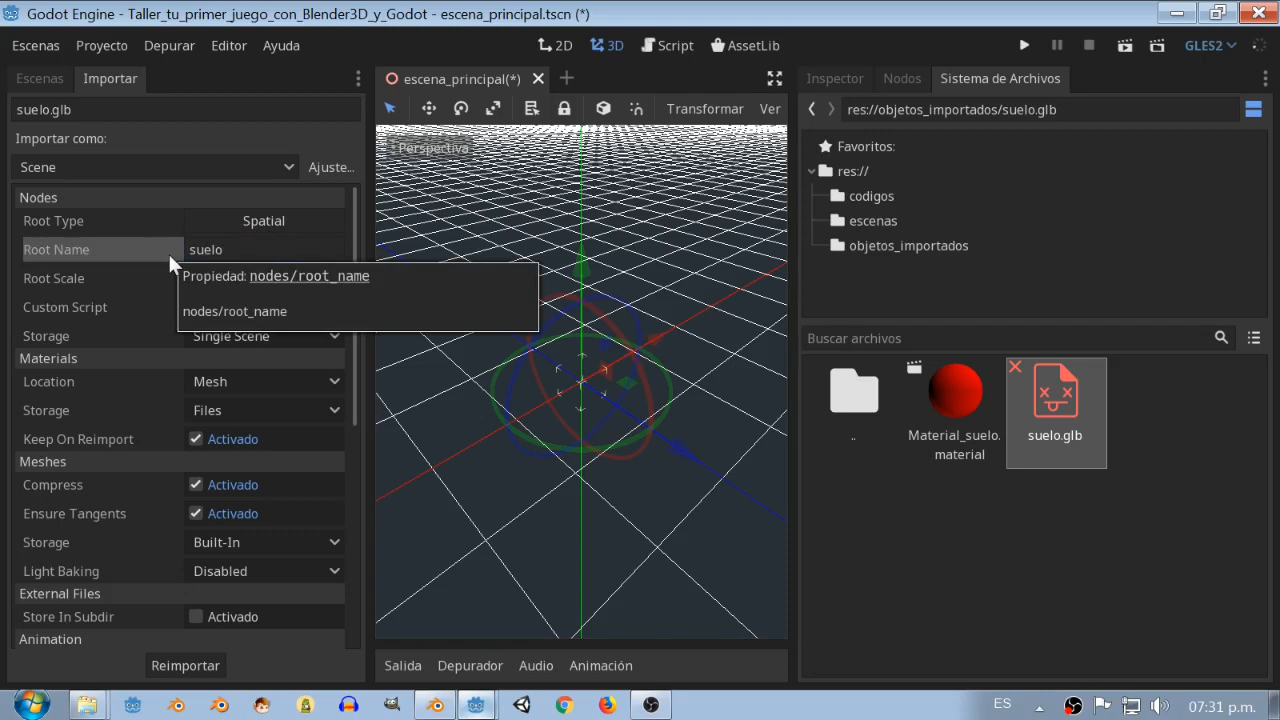 Godot Engine - Taller_tu_primer_juego_con_Blender3D_y_Godot - escena_principal.tscn (*)
Escenas Proyecto Depurar Editor Ayuda 2D 3D Script AssetLib GLES2
Escenas Importar escena_principal(*) Inspector Nodos Sistema de Archivos
suelo.glb Transformar Ver res://objetos_importados/suelo.glb
Importar como:
Scene Ajuste...
Nodes
Root Type Spatial
Root Name suelo
Root Scale
Custom Script
Storage Single Scene
Propiedad: nodes/root_name
nodes/root_name
Materials
Location Mesh
Storage Files
Keep On Reimport Activado
Meshes
Compress Activado
Ensure Tangents Activado
Storage Built-In
Light Baking Disabled
External Files
Store In Subdir Activado
Animation
Reimportar
Perspectiva
Salida Depurador Audio Animación
Favoritos:
res://
codigos
escenas
objetos_importados
Buscar archivos
..
Material_suelo.
material
suelo.glb
ES 07:31 p.m.